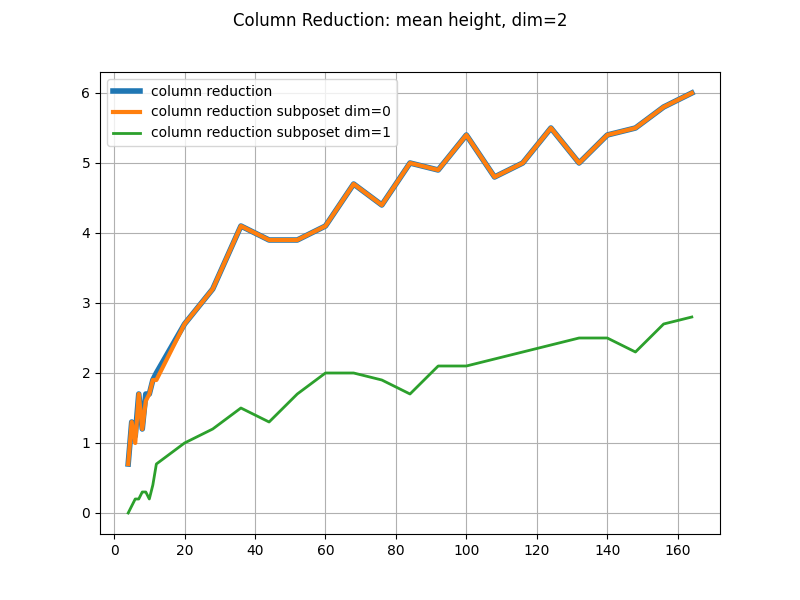 Column Reduction: mean height, dim=2
column reduction
column reduction subposet dim=0
column reduction subposet dim=1
6
5
4
3
2
1
0
0 20 40 60 80 100 120 140 160